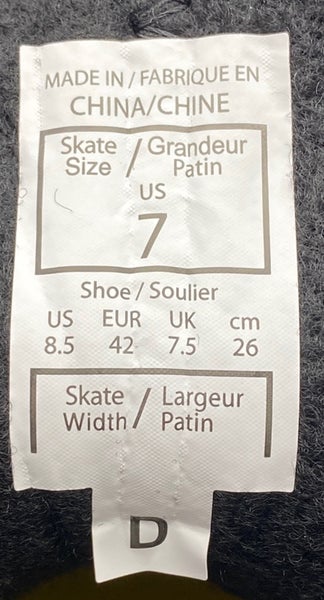 MADE IN / FABRIQUE EN
CHINA/CHINE
Skate Size / Grandeur Patin
US
7
Shoe / Soulier
US EUR UK cm
8.5 42 7.5 26
Skate Width / Largeur Patin
D